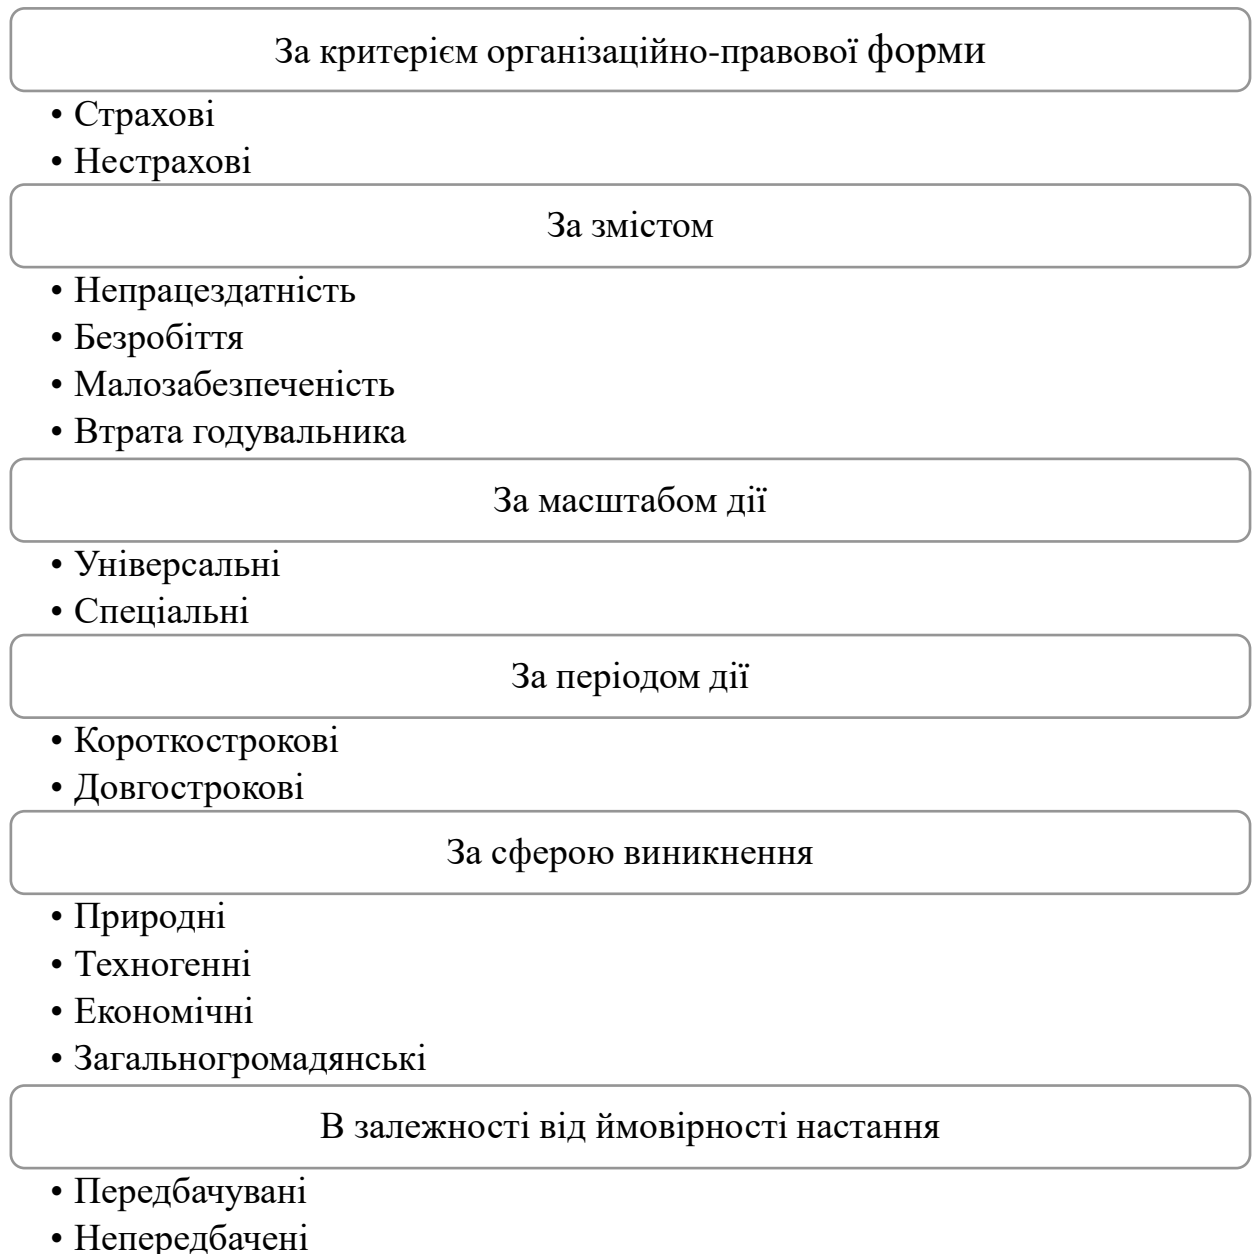 За критерієм організаційно-правової форми
• Страхові
• Нестрахові
За змістом
• Непрацездатність
• Безробіття
• Малозабезпеченість
• Втрата годувальника
За масштабом дії
• Універсальні
• Спеціальні
За періодом дії
• Короткострокові
• Довгострокові
За сферою виникнення
• Природні
• Техногенні
• Економічні
• Загальногромадянські
В залежності від ймовірності настання
• Передбачувані
• Непередбачені